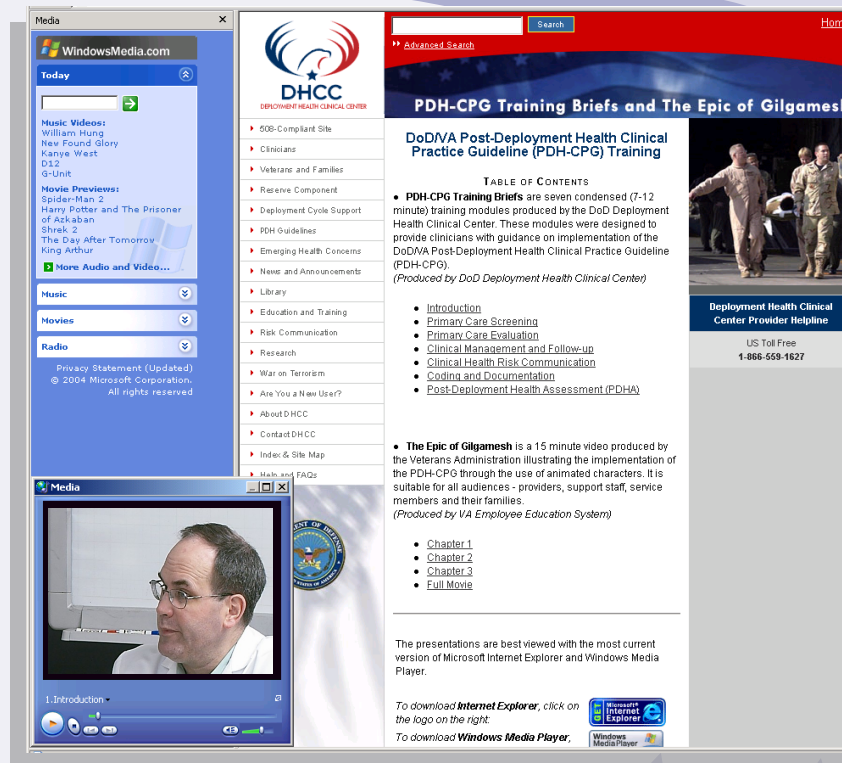 Media
WindowsMedia.com
Today
Music Videos:
William Hung
New Found Glory
Kanye West
D12
G-Unit
Movie Previews:
Spider-Man 2
Harry Potter and The Prisoner
of Azkaban
Shrek 2
The Day After Tomorrow
King Arthur
More Audio and Video...
Music
Movies
Radio
Privacy Statement (Updated)
© 2004 Microsoft Corporation.
All rights reserved
DHCC
DEPLOYMENT HEALTH CLINICAL CENTER
508-Compliant Site
Clinicians
Veterans and Families
Reserve Component
Deployment Cycle Support
PDH Guidelines
Emerging Health Concerns
News and Announcements
Library
Education and Training
Risk Communication
Research
War on Terrorism
Are You a New User?
About DHCC
Contact DHCC
Index & Site Map
Help and FAQs
Search
Advanced Search
Hom
PDH-CPG Training Briefs and The Epic of Gilgamesh
DoD/VA Post-Deployment Health Clinical
Practice Guideline (PDH-CPG) Training
TABLE OF CONTENTS
● PDH-CPG Training Briefs are seven condensed (7-12
minute) training modules produced by the DoD Deployment
Health Clinical Center. These modules were designed to
provide clinicians with guidance on implementation of the
DoD/VA Post-Deployment Health Clinical Practice Guideline
(PDH-CPG).
(Produced by DoD Deployment Health Clinical Center)
● Introduction
● Primary Care Screening
● Primary Care Evaluation
● Clinical Management and Follow-up
● Clinical Health Risk Communication
● Coding and Documentation
● Post-Deployment Health Assessment (PDHA)
● The Epic of Gilgamesh is a 15 minute video produced by
the Veterans Administration illustrating the implementation of
the PDH-CPG through the use of animated characters. It is
suitable for all audiences - providers, support staff, service
members and their families.
(Produced by VA Employee Education System)
● Chapter 1
● Chapter 2
● Chapter 3
● Full Movie
The presentations are best viewed with the most current
version of Microsoft Internet Explorer and Windows Media
Player.
To download Internet Explorer, click on
the logo on the right:
GET Microsoft Internet Explorer
To download Windows Media Player,
Windows MediaPlayer
Deployment Health Clinical
Center Provider Helpline
US Toll Free
1-866-559-1627
Media
1.Introduction